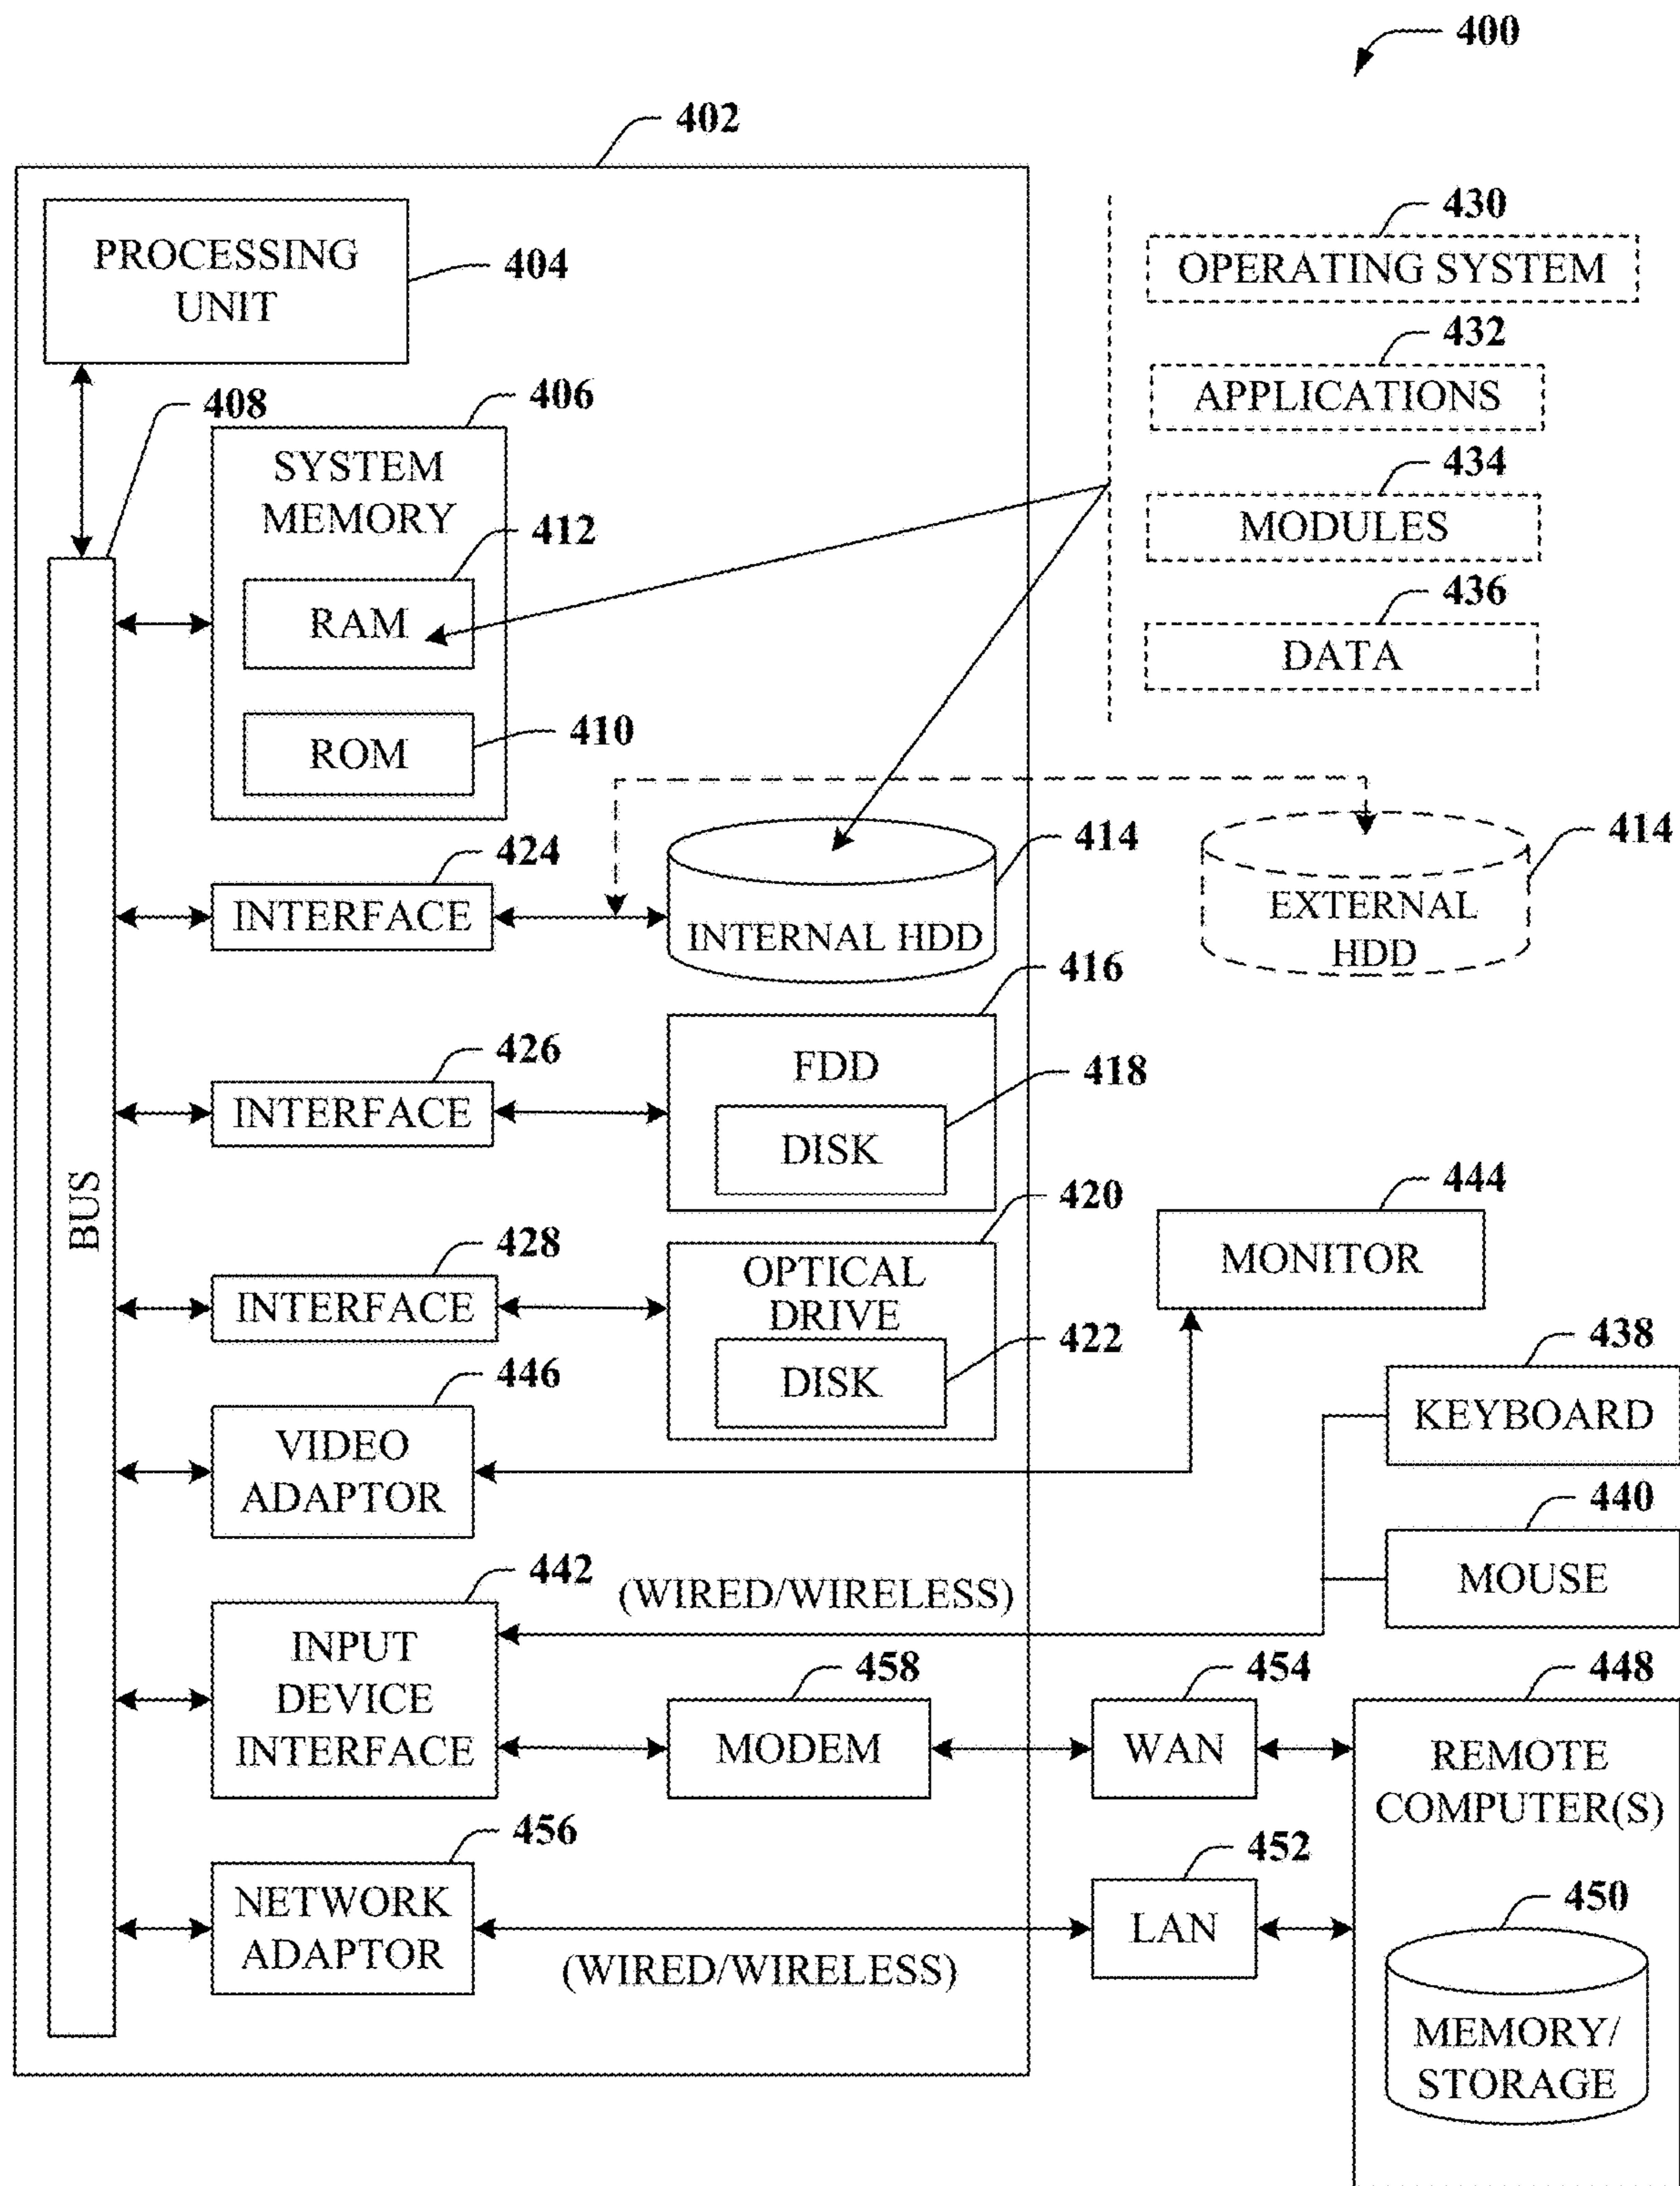 400
402
PROCESSING
UNIT
404
408
406
SYSTEM
MEMORY
412
RAM
410
ROM
430
OPERATING SYSTEM
432
APPLICATIONS
434
MODULES
436
DATA
424
INTERFACE
414
INTERNAL HDD
414
EXTERNAL
HDD
416
426
INTERFACE
FDD
418
DISK
BUS
420
428
INTERFACE
OPTICAL
DRIVE
422
DISK
444
MONITOR
446
VIDEO
ADAPTOR
438
KEYBOARD
440
MOUSE
442
(WIRED/WIRELESS)
INPUT
DEVICE
INTERFACE
458
MODEM
454
WAN
448
REMOTE
COMPUTER(S)
456
NETWORK
ADAPTOR
(WIRED/WIRELESS)
452
LAN
450
MEMORY/
STORAGE